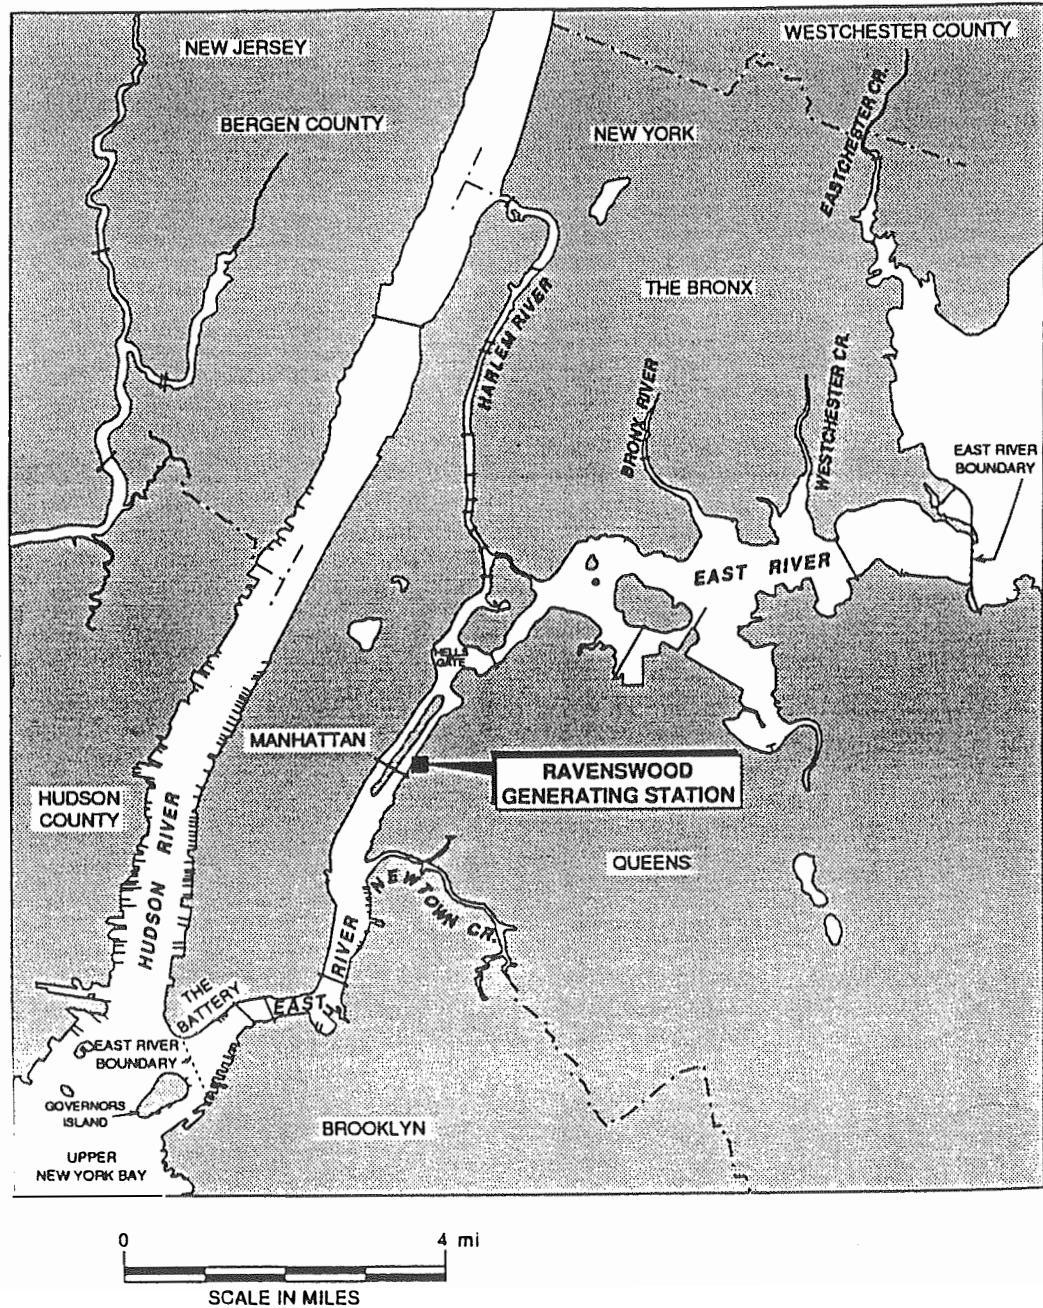 NEW JERSEY
WESTCHESTER COUNTY
BERGEN COUNTY
NEW YORK
EASTCHESTER CR.
THE BRONX
HARLEM RIVER
BRONX RIVER
WESTCHESTER CR.
EAST RIVER
BOUNDARY
EAST RIVER
HELLS
GATE
MANHATTAN
RAVENSWOOD
GENERATING STATION
HUDSON
COUNTY
HUDSON RIVER
QUEENS
NEWTOWN CR.
EAST RIVER
THE
BATTERY
EAST RIVER
BOUNDARY
GOVERNORS
ISLAND
BROOKLYN
UPPER
NEW YORK BAY
0 4 mi
SCALE IN MILES